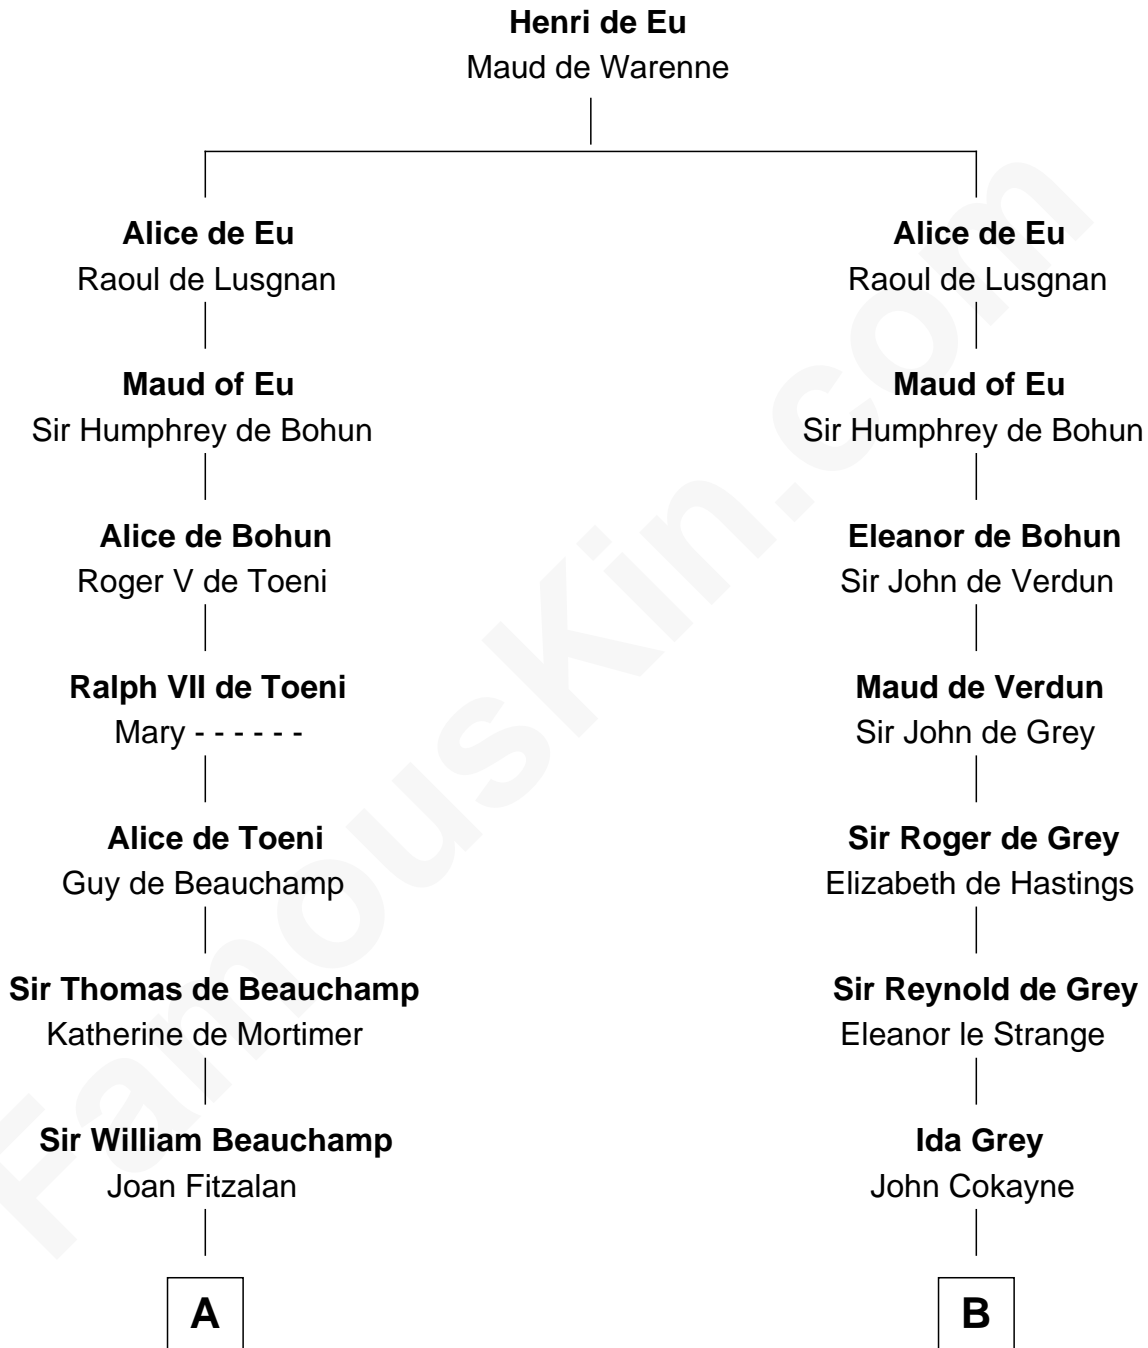 Henri de Eu
Maud de Warenne
Alice de Eu
Raoul de Lusgnan
Alice de Eu
Raoul de Lusgnan
Maud of Eu
Sir Humphrey de Bohun
Maud of Eu
Sir Humphrey de Bohun
Alice de Bohun
Roger V de Toeni
Eleanor de Bohun
Sir John de Verdun
Ralph VII de Toeni
Mary - - - - - -
Maud de Verdun
Sir John de Grey
Alice de Toeni
Guy de Beauchamp
Sir Roger de Grey
Elizabeth de Hastings
Sir Thomas de Beauchamp
Katherine de Mortimer
Sir Reynold de Grey
Eleanor le Strange
Sir William Beauchamp
Joan Fitzalan
Ida Grey
John Cokayne
A
B
FamousKin.com